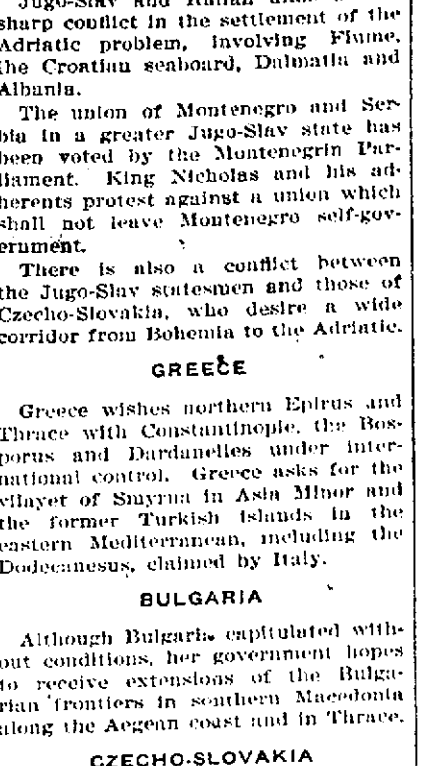 Jugo-Slav and Italian
sharp conflict in the settlement of the
Adriatic problem, involving Fiume,
the Croatian seaboard, Dalmatia and
Albania.
The union of Montenegro and Ser-
bia in a greater Jugo-Slav state has
been voted by the Montenegrin Par-
liament. King Nicholas and his ad-
herents protest against a union which
shall not leave Montenegro self-gov-
ernment.
There is also a conflict between
the Jugo-Slav statesmen and those of
Czecho-Slovakia, who desire a wide
corridor from Bohemia to the Adriatic.
GREECE
Greece wishes northern Epirus and
Thrace with Constantinople, the Bos-
porus and Dardanelles under inter-
national control. Greece asks for the
vilayet of Smyrna in Asia Minor and
the former Turkish islands in the
eastern Mediterranean, including the
Dodecanesus, claimed by Italy.
BULGARIA
Although Bulgaria capitulated with-
out conditions, her government hopes
to receive extensions of the Bulga-
rian frontiers in southern Macedonia
along the Aegean coast and in Thrace.
CZECHO-SLOVAKIA